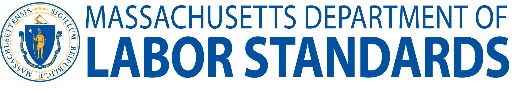 MASSACHUSETTS DEPARTMENT OF
LABOR STANDARDS